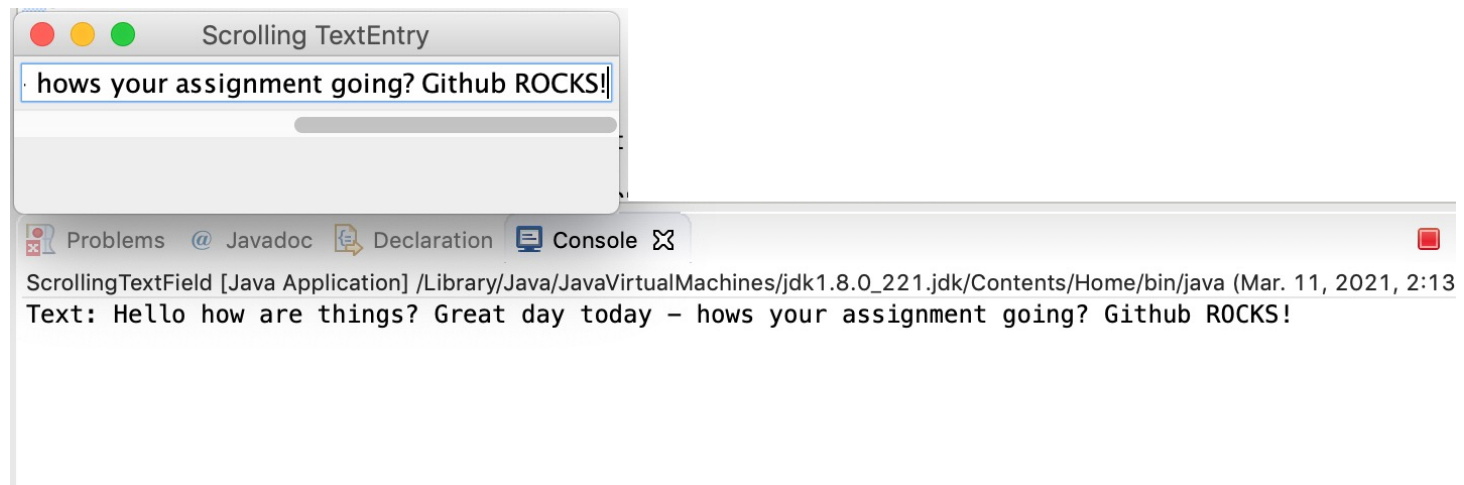 Scrolling TextEntry
hows your assignment going? Github ROCKS!
Problems @ Javadoc Declaration Console
ScrollingTextField [Java Application] /Library/Java/JavaVirtualMachines/jdk1.8.0_221.jdk/Contents/Home/bin/java (Mar. 11, 2021, 2:13
Text: Hello how are things? Great day today – hows your assignment going? Github ROCKS!